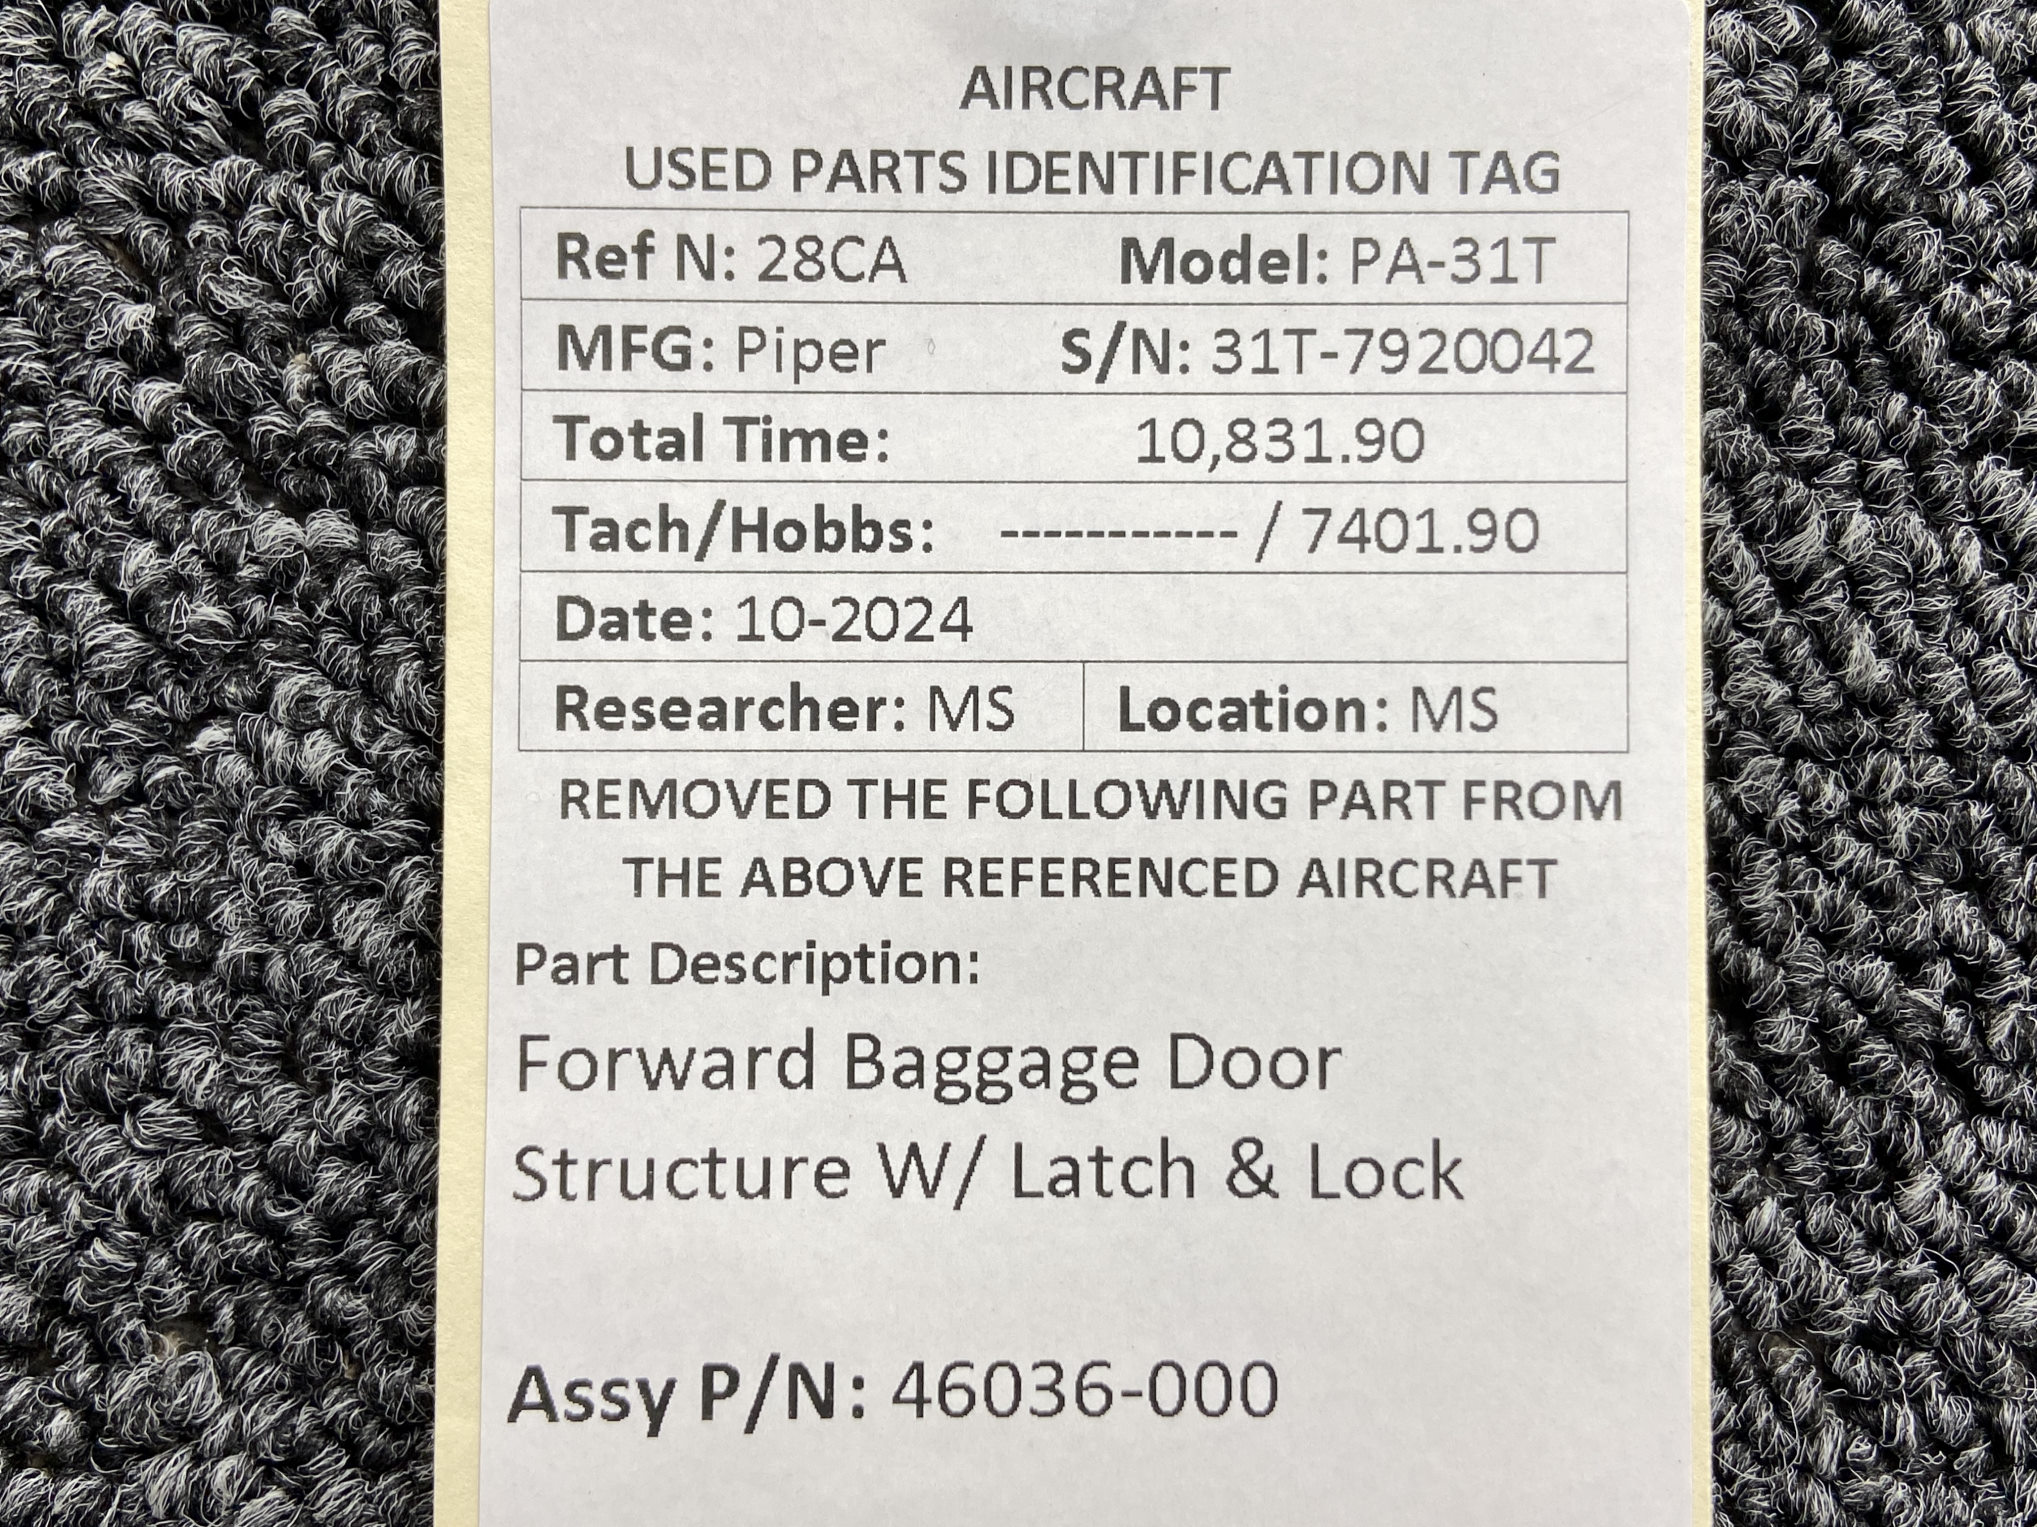 AIRCRAFT
USED PARTS IDENTIFICATION TAG
Ref N: 28CA Model: PA-31T
MFG: Piper S/N: 31T-7920042
Total Time: 10,831.90
Tach/Hobbs: ----------- / 7401.90
Date: 10-2024
Researcher: MS Location: MS
REMOVED THE FOLLOWING PART FROM
THE ABOVE REFERENCED AIRCRAFT
Part Description:
Forward Baggage Door
Structure W/ Latch & Lock
Assy P/N: 46036-000